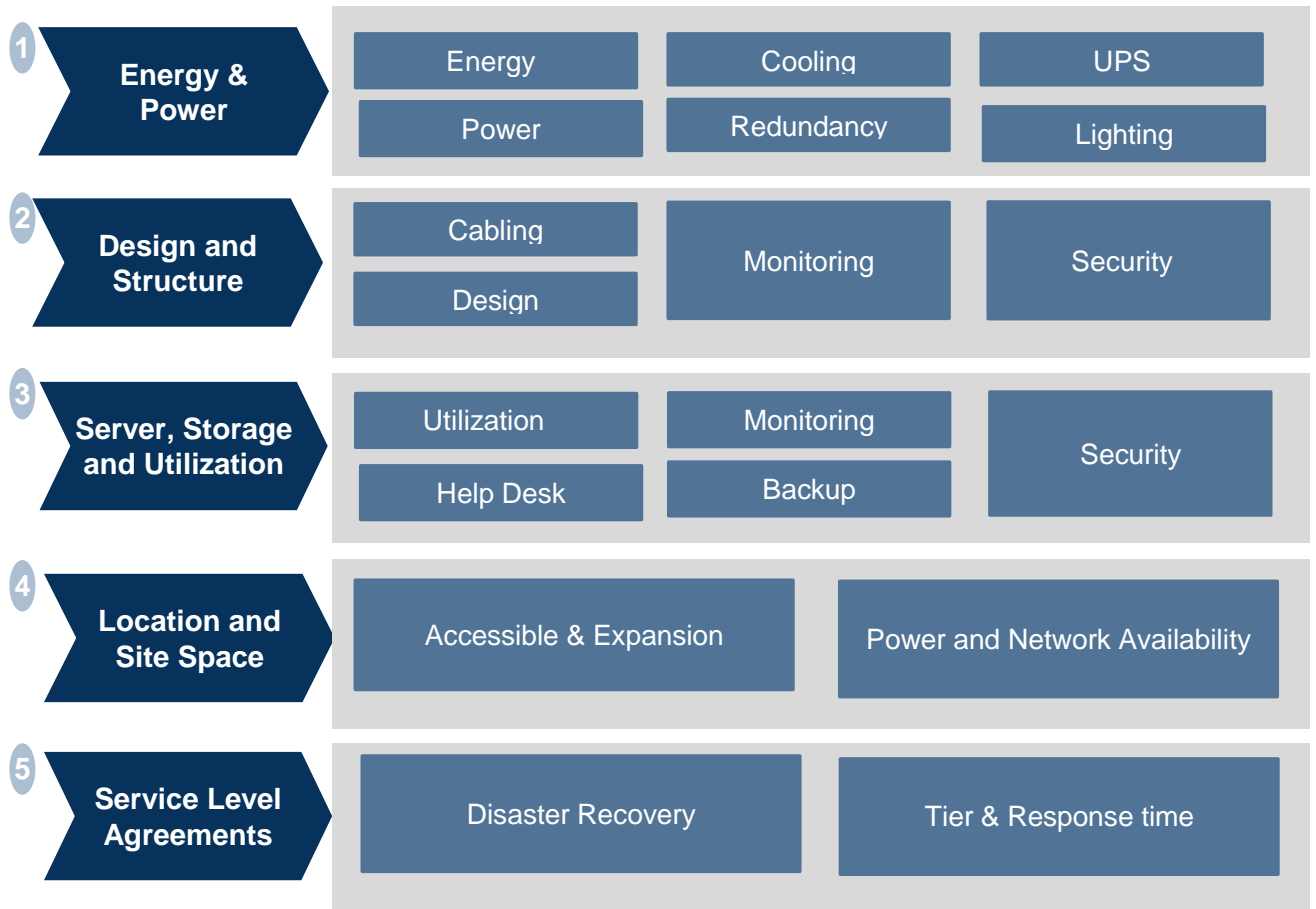 1
Energy &
Power
Energy
Cooling
UPS
Power
Redundancy
Lighting
2
Design and
Structure
Cabling
Monitoring
Security
Design
3
Server, Storage
and Utilization
Utilization
Monitoring
Security
Help Desk
Backup
4
Location and
Site Space
Accessible & Expansion
Power and Network Availability
5
Service Level
Agreements
Disaster Recovery
Tier & Response time